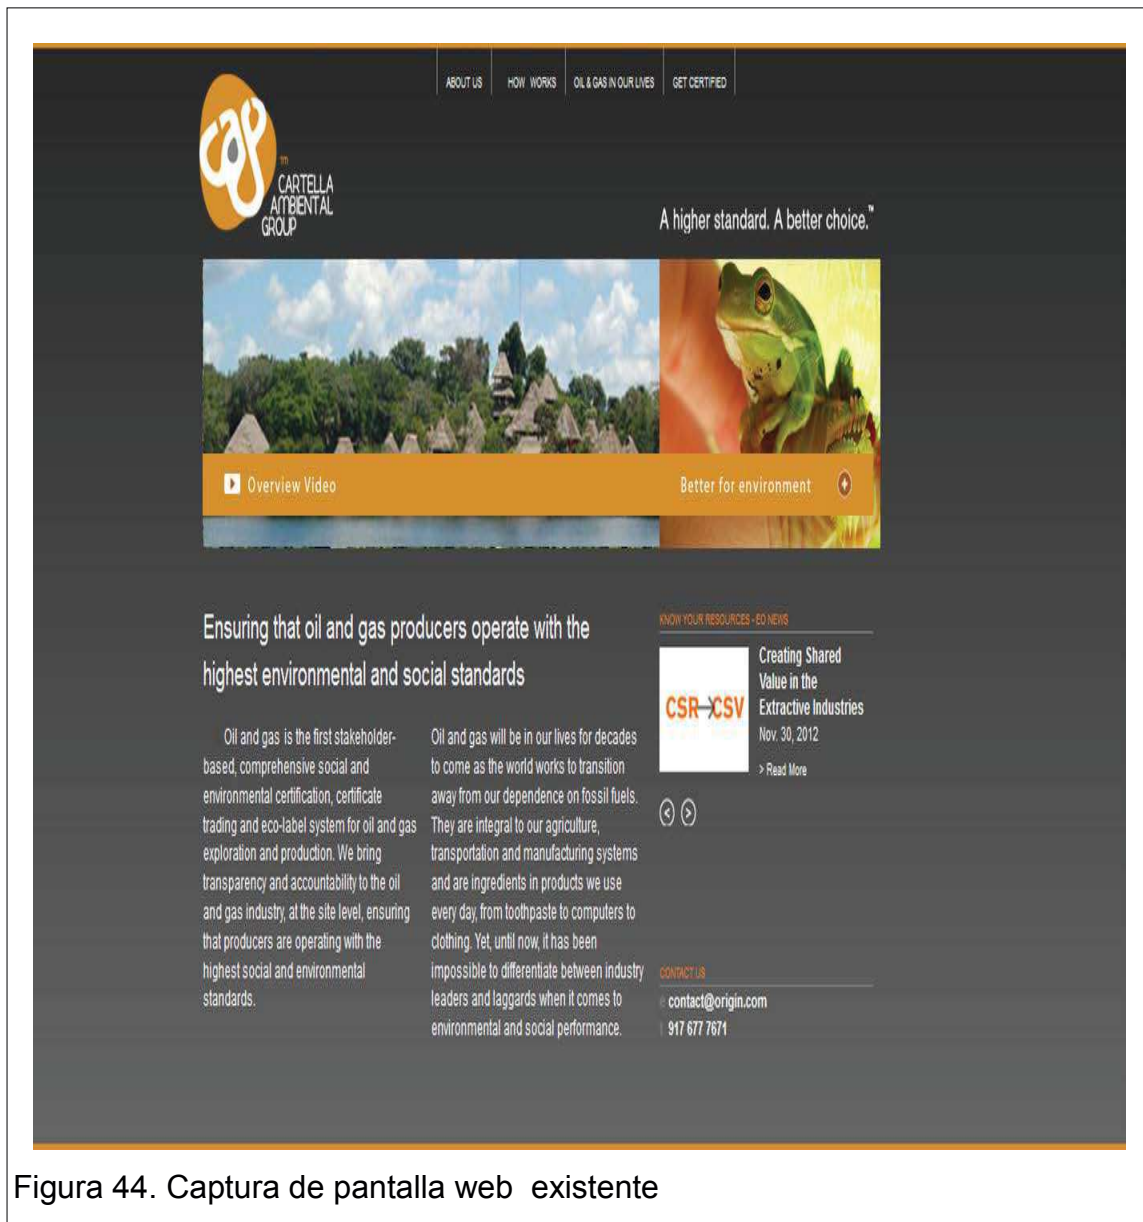 ABOUT US
HOW WORKS
OIL & GAS IN OUR LIVES
GET CERTIFIED
cag
tm
CARTELLA
AMBIENTAL
GROUP
A higher standard. A better choice.™
Overview Video
Better for environment
Ensuring that oil and gas producers operate with the
highest environmental and social standards
Oil and gas is the first stakeholder-
based, comprehensive social and
environmental certification, certificate
trading and eco-label system for oil and gas
exploration and production. We bring
transparency and accountability to the oil
and gas industry, at the site level, ensuring
that producers are operating with the
highest social and environmental
standards.
Oil and gas will be in our lives for decades
to come as the world works to transition
away from our dependence on fossil fuels.
They are integral to our agriculture,
transportation and manufacturing systems
and are ingredients in products we use
every day, from toothpaste to computers to
clothing. Yet, until now, it has been
impossible to differentiate between industry
leaders and laggards when it comes to
environmental and social performance.
KNOW YOUR RESOURCES - EO NEWS
CSR→CSV
Creating Shared
Value in the
Extractive Industries
Nov. 30, 2012
> Read More
< >
CONTACT US
e contact@origin.com
917 677 7671
Figura 44. Captura de pantalla web existente